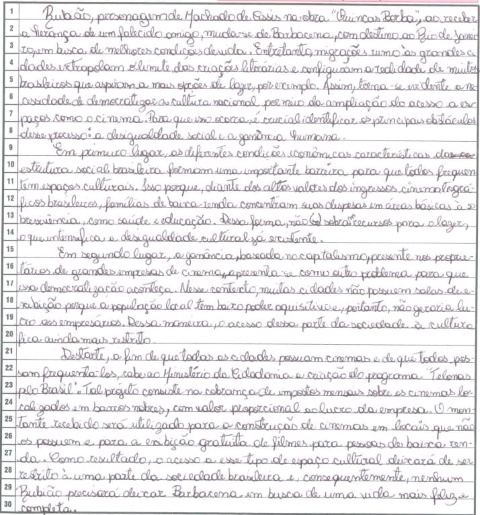 1 Rubião, personagem de Machado de Assis na obra "Quincas Borba", ao receber
2 a herança de um falecido amigo, muda-se de Barbacena, com destino ao Rio de Janei
3 ro, em busca de melhores condições de vida. Entretanto, migrações rumo às grandes ci
4 dades extrapolam o limite das criações literárias e configuram a realidade de muitos
5 brasileiros que aspiram a mais opções de lazer, por exemplo. Assim, torna-se evidente a ne
6 cessidade de democratizar a cultura nacional, por meio da ampliação do acesso a es
7 paços como o cinema. Para que isso ocorra, é crucial identificar os principais obstáculos
8 desse processo: a desigualdade social e a ganância humana.
9 Em primeiro lugar, as diferentes condições econômicas características da
10 estrutura social brasileira formam uma importante barreira para que todos frequen
11 tem espaços culturais. Isso porque, diante dos altos valores dos ingressos cinematográ
12 ficos brasileiros, famílias de baixa renda concentram suas despesas em áreas básicas à so
13 brevivência, como saúde e educação. Dessa forma, não sobram recursos para o lazer,
14 o que intensifica a desigualdade cultural já existente.
15 Em segundo lugar, a ganância, baseada no capitalismo, presente nos proprie
16 tários de grandes empresas de cinema, apresenta-se como outro problema para que
17 essa democratização aconteça. Nesse contexto, muitas cidades não possuem salas de e
18 xibição porque a população local tem baixo poder aquisitivo e, portanto, não geraria lu
19 cro aos empresários. Dessa maneira, o acesso dessa parte da sociedade à cultura
20 fica ainda mais restrito.
21 Destarte, a fim de que todas as cidades possuam cinemas e de que todos pos
22 sam frequentá-los, cabe ao Ministério da Cidadania a criação do programa "Telonas
23 pelo Brasil". Tal projeto consiste na cobrança de impostos mensais sobre os cinemas lo
24 calizados em bairros nobres, com valor proporcional ao lucro da empresa. O mon
25 tante recebido será utilizado para a construção de cinemas em locais que não
26 os possuem e para a exibição gratuita de filmes para pessoas de baixa ren
27 da. Como resultado, o acesso a esse tipo de espaço cultural deixará de ser
28 restrito à uma parte da sociedade brasileira e, consequentemente, nenhum
29 Rubião precisará deixar Barbacena em busca de uma vida mais feliz e
30 completa.